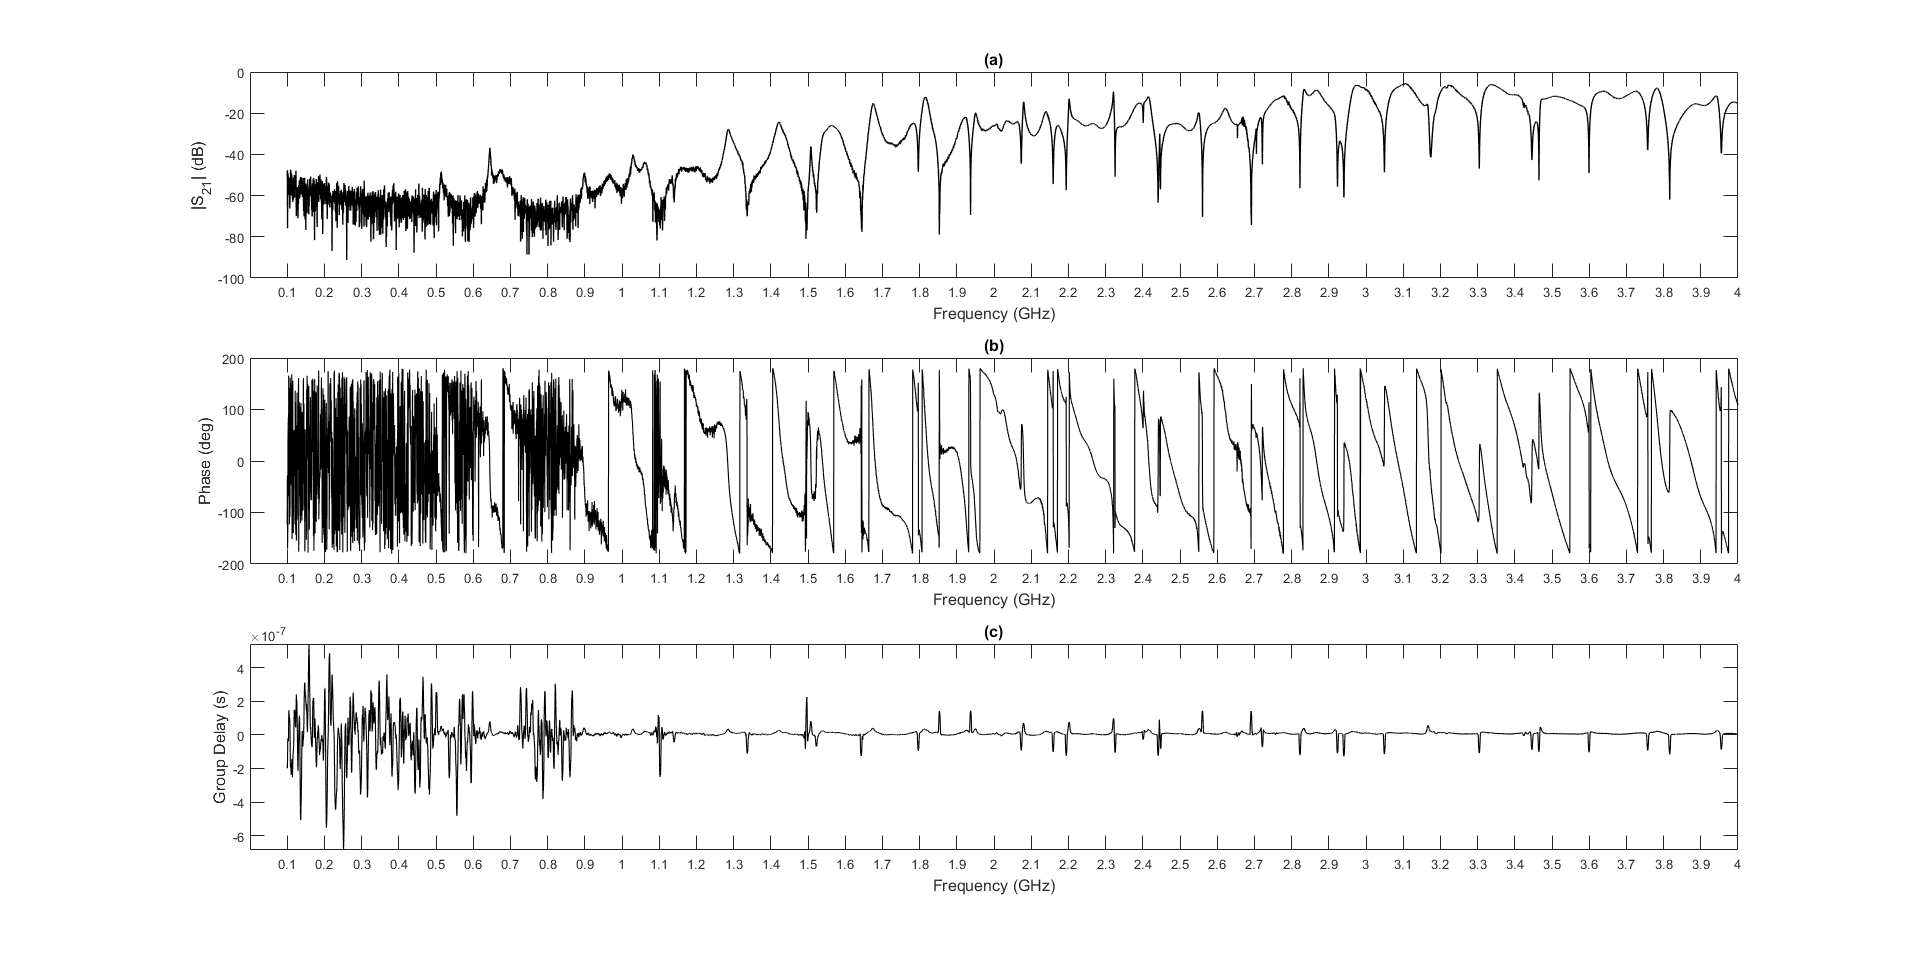 (a)
|S21| (dB)
0
-20
-40
-60
-80
-100
0.1 0.2 0.3 0.4 0.5 0.6 0.7 0.8 0.9 1 1.1 1.2 1.3 1.4 1.5 1.6 1.7 1.8 1.9 2 2.1 2.2 2.3 2.4 2.5 2.6 2.7 2.8 2.9 3 3.1 3.2 3.3 3.4 3.5 3.6 3.7 3.8 3.9 4
Frequency (GHz)
(b)
Phase (deg)
200
100
0
-100
-200
0.1 0.2 0.3 0.4 0.5 0.6 0.7 0.8 0.9 1 1.1 1.2 1.3 1.4 1.5 1.6 1.7 1.8 1.9 2 2.1 2.2 2.3 2.4 2.5 2.6 2.7 2.8 2.9 3 3.1 3.2 3.3 3.4 3.5 3.6 3.7 3.8 3.9 4
Frequency (GHz)
(c)
×10-7
Group Delay (s)
4
2
0
-2
-4
-6
0.1 0.2 0.3 0.4 0.5 0.6 0.7 0.8 0.9 1 1.1 1.2 1.3 1.4 1.5 1.6 1.7 1.8 1.9 2 2.1 2.2 2.3 2.4 2.5 2.6 2.7 2.8 2.9 3 3.1 3.2 3.3 3.4 3.5 3.6 3.7 3.8 3.9 4
Frequency (GHz)